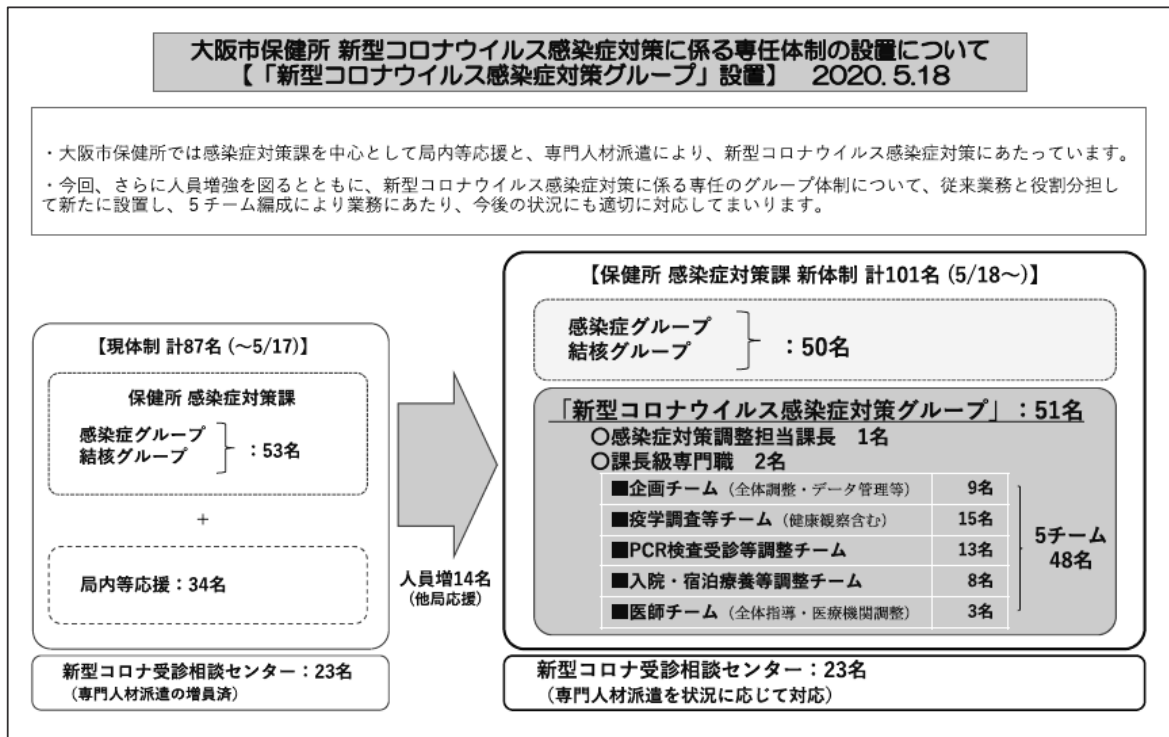 大阪市保健所 新型コロナウイルス感染症対策に係る専任体制の設置について
【「新型コロナウイルス感染症対策グループ」設置】 2020.5.18
・大阪市保健所では感染症対策課を中心として局内等応援と、専門人材派遣により、新型コロナウイルス感染症対策にあたっています。
・今回、さらに人員増強を図るとともに、新型コロナウイルス感染症対策に係る専任のグループ体制について、従来業務と役割分担し
て新たに設置し、５チーム編成により業務にあたり、今後の状況にも適切に対応してまいります。
【現体制 計87名 (～5/17)】
保健所 感染症対策課
感染症グループ
結核グループ
：53名
+
局内等応援：34名
新型コロナ受診相談センター：23名
（専門人材派遣の増員済）
人員増14名
(他局応援)
【保健所 感染症対策課 新体制 計101名 (5/18～)】
感染症グループ
結核グループ
：50名
「新型コロナウイルス感染症対策グループ」：51名
〇感染症対策調整担当課長 1名
〇課長級専門職 2名
■企画チーム（全体調整・データ管理等） 9名
■疫学調査等チーム（健康観察含む） 15名
■PCR検査受診等調整チーム 13名
■入院・宿泊療養等調整チーム 8名
■医師チーム（全体指導・医療機関調整） 3名
5チーム
48名
新型コロナ受診相談センター：23名
（専門人材派遣を状況に応じて対応）